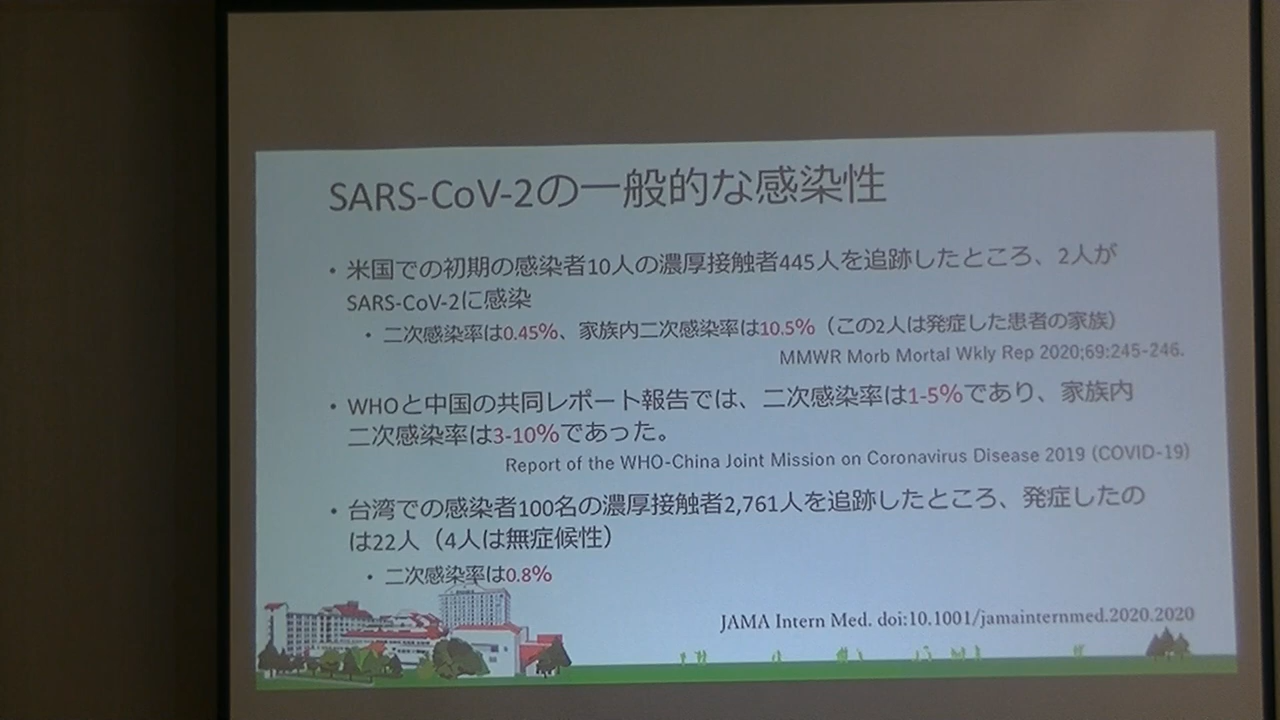 SARS-CoV-2の一般的な感染性
• 米国での初期の感染者10人の濃厚接触者445人を追跡したところ、2人が
SARS-CoV-2に感染
• 二次感染率は0.45%、家族内二次感染率は10.5%（この2人は発症した患者の家族）
MMWR Morb Mortal Wkly Rep 2020;69:245-246.
• WHOと中国の共同レポート報告では、二次感染率は1-5%であり、家族内
二次感染率は3-10%であった。
Report of the WHO-China Joint Mission on Coronavirus Disease 2019 (COVID-19)
• 台湾での感染者100名の濃厚接触者2,761人を追跡したところ、発症したの
は22人（4人は無症候性）
• 二次感染率は0.8%
JAMA Intern Med. doi:10.1001/jamainternmed.2020.2020